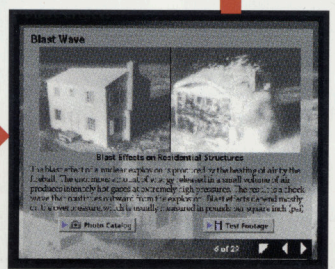 Blast Wave
Blast Effects on Residential Structures
The blast effect of a nuclear explosion is produced by the heating of air by the
fireball. The enormous amount of energy released in a small volume of air
produces intensely hot gases at extremely high pressures. The result is a shock
wave that continues outward from the explosion. Blast effects depend mostly
on the overpressure, which is usually measured in pounds per square inch (psi)
Photo Catalog
Test Footage
6 of 29